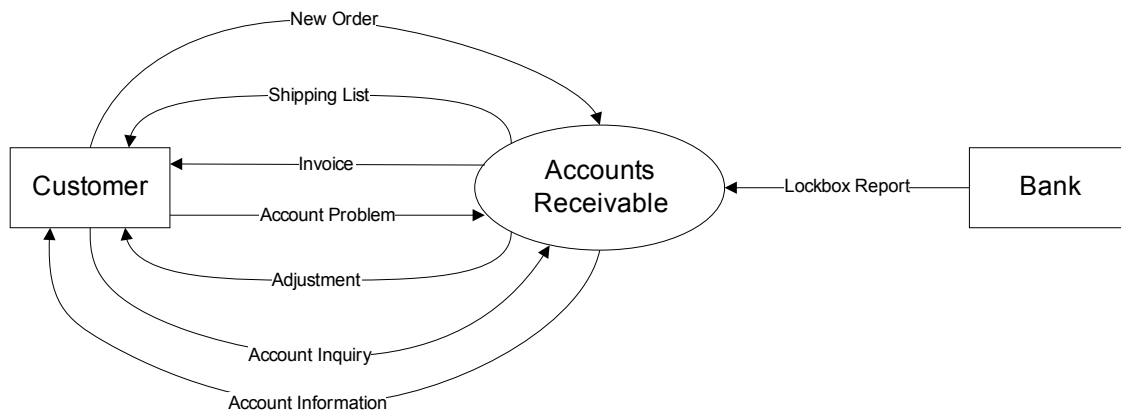 New Order
Shipping List
Invoice
Customer
Accounts
Receivable
Lockbox Report
Bank
Account Problem
Adjustment
Account Inquiry
Account Information